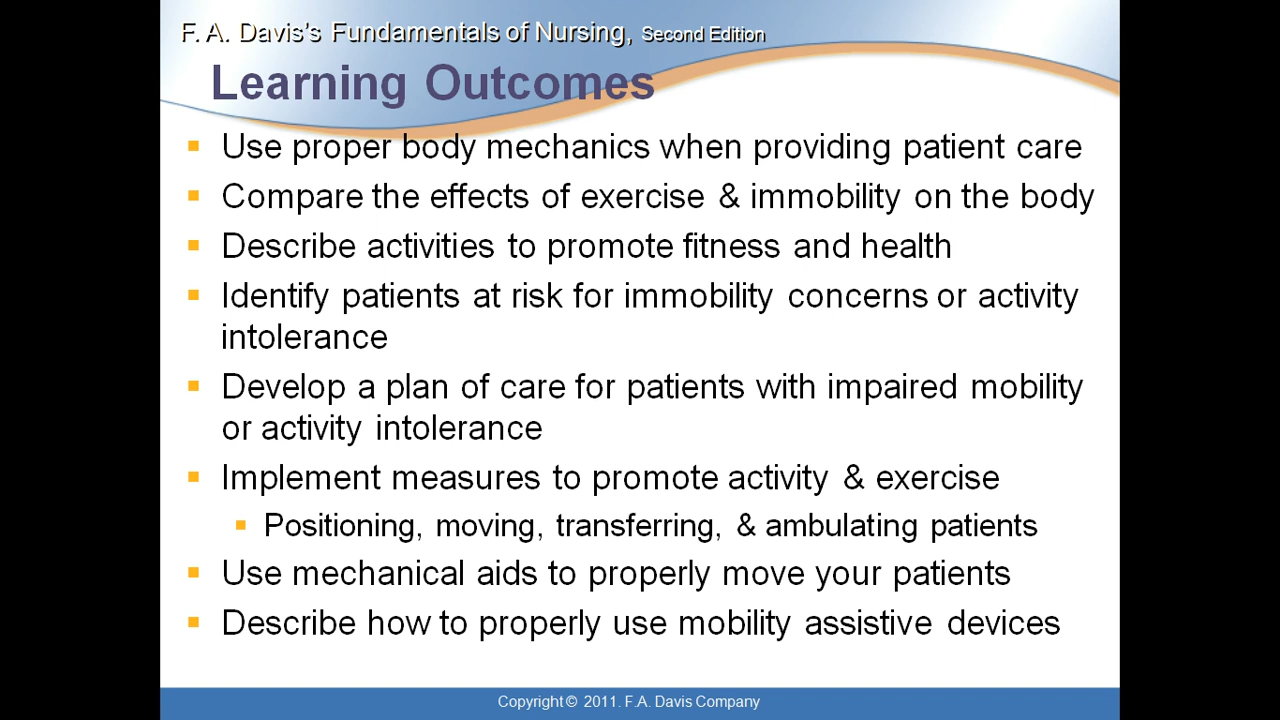 F. A. Davis's Fundamentals of Nursing, Second Edition
Learning Outcomes
Use proper body mechanics when providing patient care
Compare the effects of exercise & immobility on the body
Describe activities to promote fitness and health
Identify patients at risk for immobility concerns or activity
intolerance
Develop a plan of care for patients with impaired mobility
or activity intolerance
Implement measures to promote activity & exercise
Positioning, moving, transferring, & ambulating patients
Use mechanical aids to properly move your patients
Describe how to properly use mobility assistive devices
Copyright © 2011. F.A. Davis Company